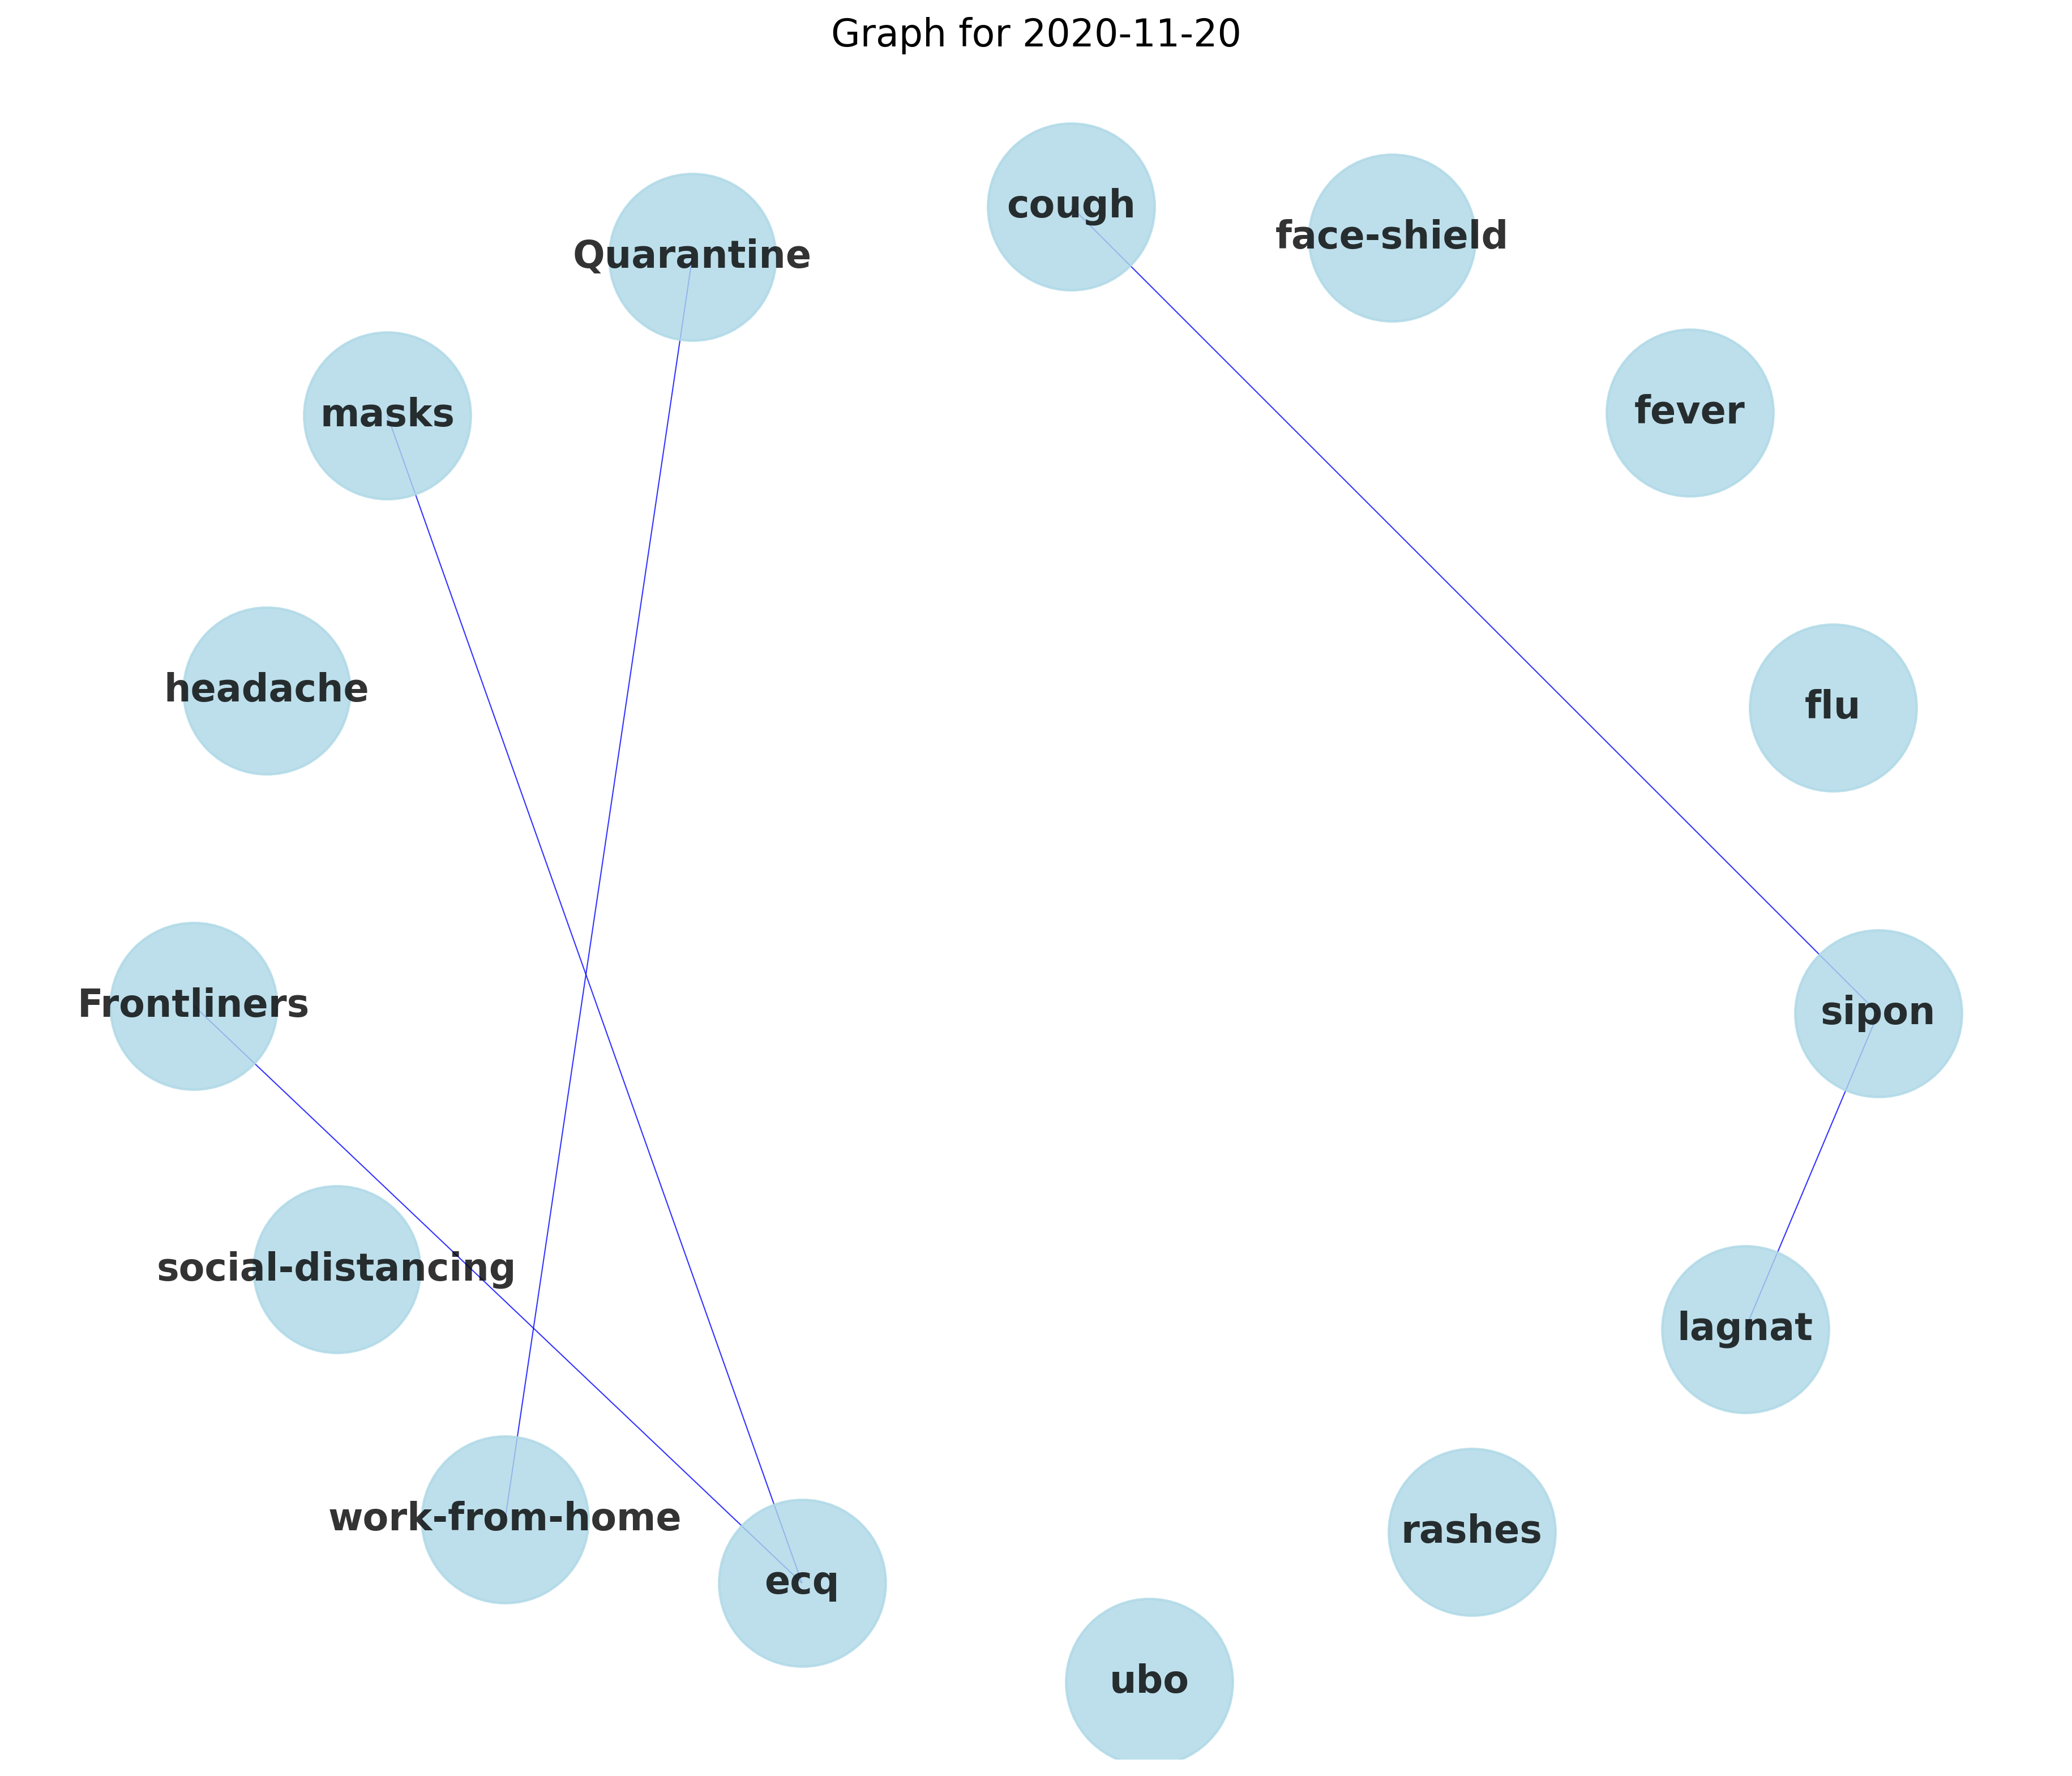 Graph for 2020-11-20
cough
face-shield
Quarantine
fever
masks
headache
flu
Frontliners
sipon
social-distancing
lagnat
work-from-home
rashes
ecq
ubo